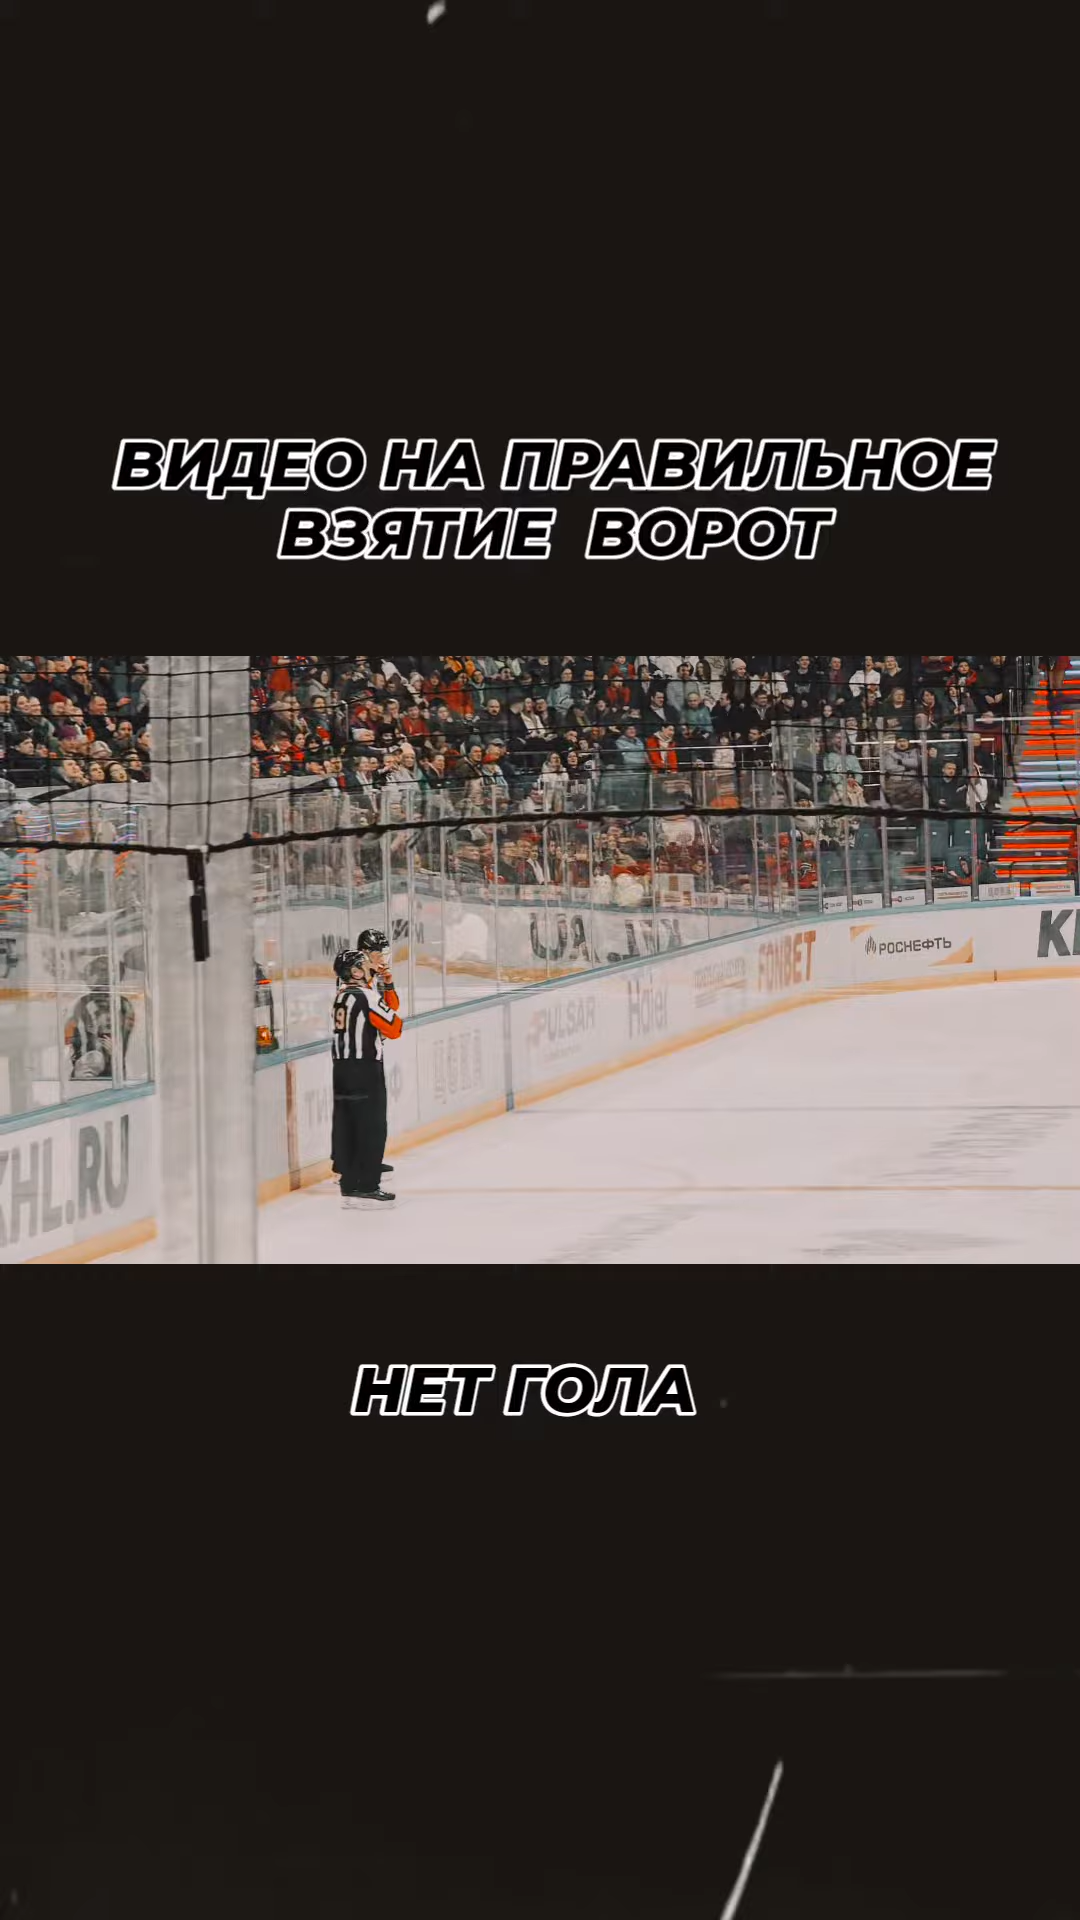 ВИДЕО НА ПРАВИЛЬНОЕ
ВЗЯТИЕ ВОРОТ
FONBET
РОСНЕФТЬ
PULSAR
Haier
KHL.RU
НЕТ ГОЛА